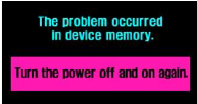 The problem occurred
in device memory.
Turn the power off and on again.